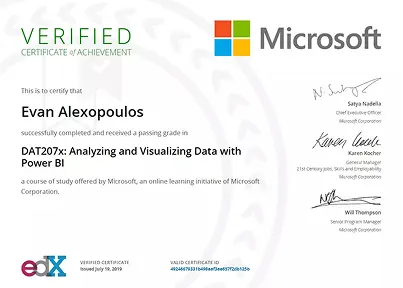 VERIFIED
CERTIFICATE of ACHIEVEMENT
Microsoft
This is to certify that
Evan Alexopoulos
successfully completed and received a passing grade in
DAT207x: Analyzing and Visualizing Data with
Power BI
a course of study offered by Microsoft, an online learning initiative of Microsoft
Corporation.
Satya Nadella
Chief Executive Officer
Microsoft Corporation
Karen Kocher
General Manager
21st Century Jobs, Skills and Employability
Microsoft Corporation
Will Thompson
Senior Program Manager
Microsoft Corporation
edX
VERIFIED CERTIFICATE
Issued July 19, 2019
VALID CERTIFICATE ID